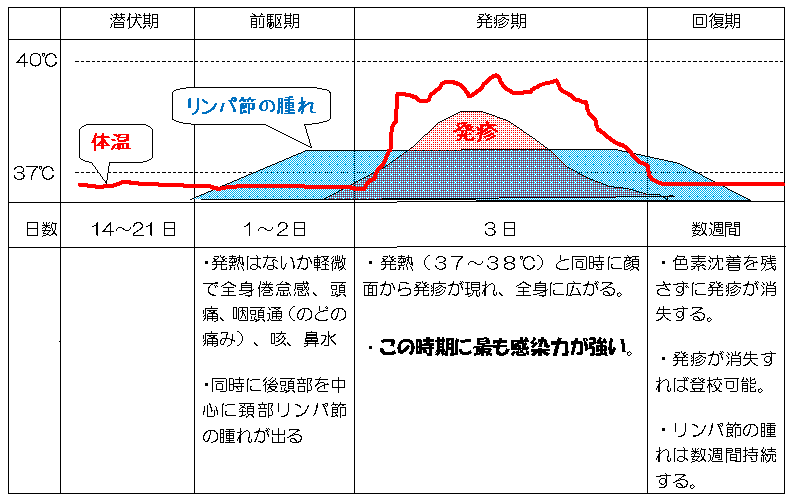 潜伏期 前駆期 発疹期 回復期
40℃
リンパ節の腫れ
体温
発疹
37℃
日数 14～21日 1～2日 3日 数週間
・発熱はないか軽微
で全身倦怠感、頭
痛、咽頭通（のどの
痛み）、咳、鼻水
・同時に後頭部を中
心に頚部リンパ節
の腫れが出る
・発熱（37～38℃）と同時に顔
面から発疹が現れ、全身に広がる。
・この時期に最も感染力が強い。
・色素沈着を残
さずに発疹が消
失する。
・発疹が消失す
れば登校可能。
・リンパ節の腫
れは数週間持続
する。